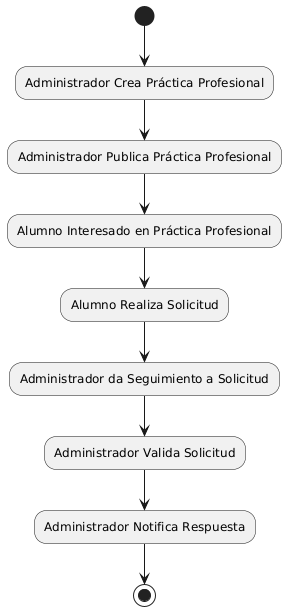 Administrador Crea Práctica Profesional
Administrador Publica Práctica Profesional
Alumno Interesado en Práctica Profesional
Alumno Realiza Solicitud
Administrador da Seguimiento a Solicitud
Administrador Valida Solicitud
Administrador Notifica Respuesta